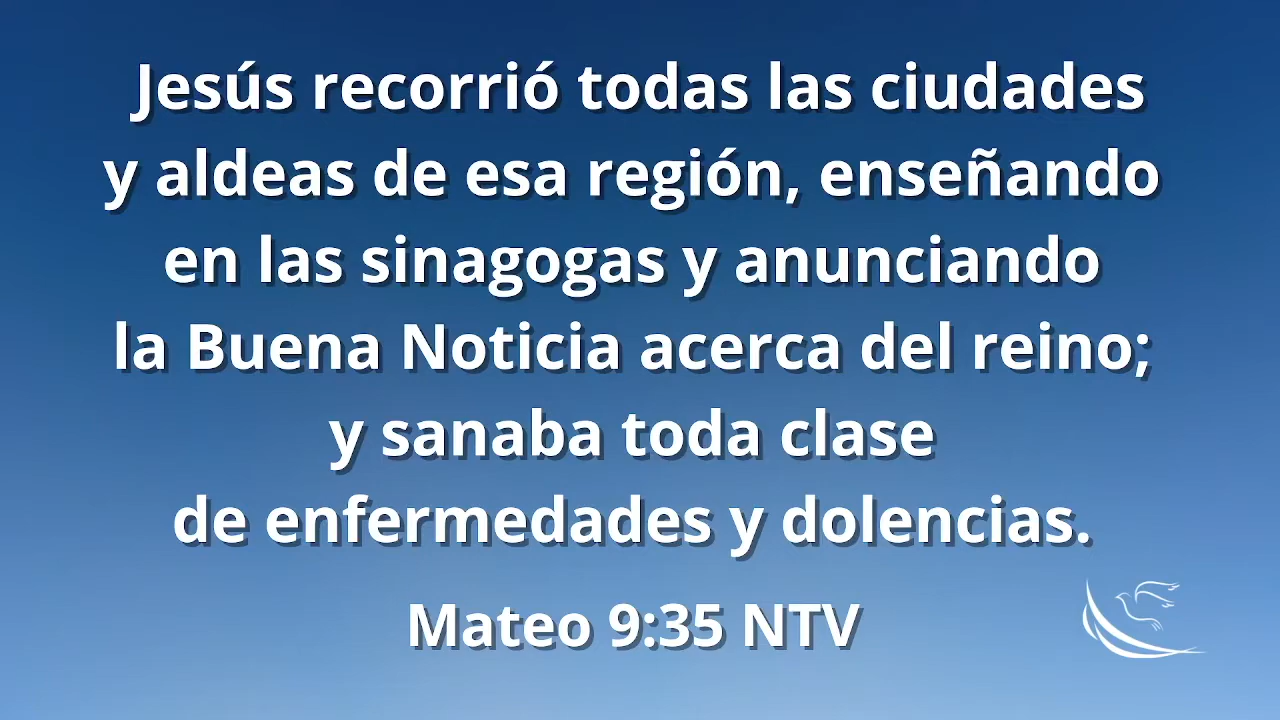 Jesús recorrió todas las ciudades
y aldeas de esa región, enseñando
en las sinagogas y anunciando
la Buena Noticia acerca del reino;
y sanaba toda clase
de enfermedades y dolencias.
Mateo 9:35 NTV